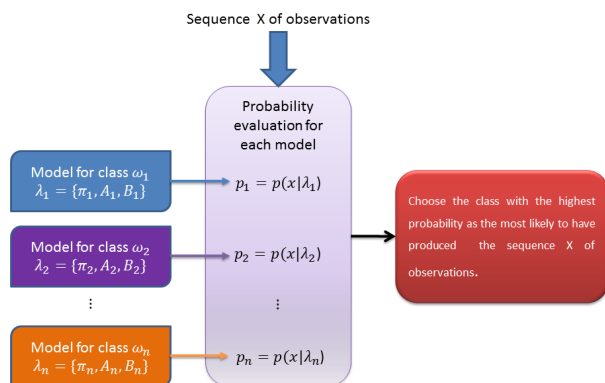 Sequence X of observations
Probability
evaluation for
each model
Model for class ω₁
λ₁ = {π₁, A₁, B₁}
p₁ = p(x|λ₁)
Model for class ω₂
λ₂ = {π₂, A₂, B₂}
p₂ = p(x|λ₂)
⋮
⋮
Model for class ωₙ
λₙ = {πₙ, Aₙ, Bₙ}
pₙ = p(x|λₙ)
Choose the class with the highest
probability as the most likely to have
produced the sequence X of
observations.